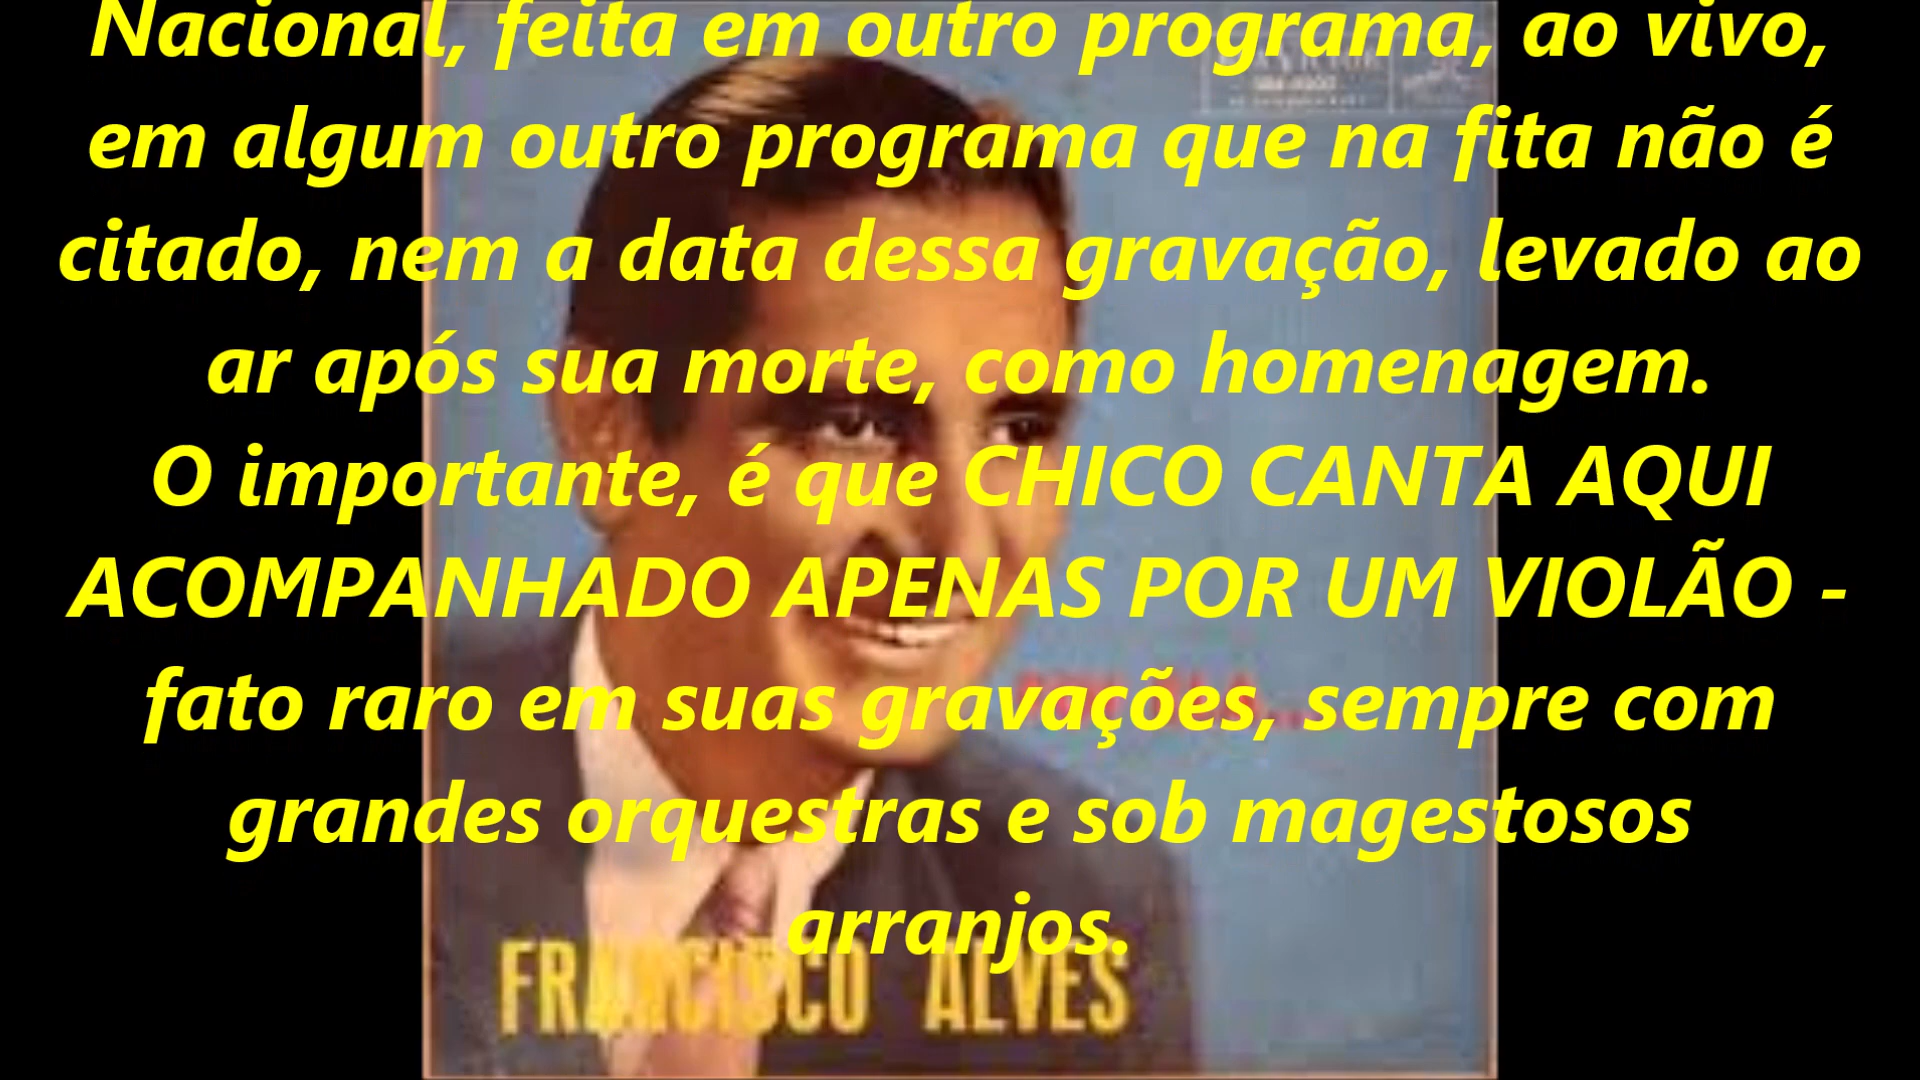 Nacional, feita em outro programa, ao vivo,
em algum outro programa que na fita não é
citado, nem a data dessa gravação, levado ao
ar após sua morte, como homenagem.
O importante, é que CHICO CANTA AQUI
ACOMPANHADO APENAS POR UM VIOLÃO -
fato raro em suas gravações, sempre com
grandes orquestras e sob magestosos
arranjos.
FRANCISCO ALVES